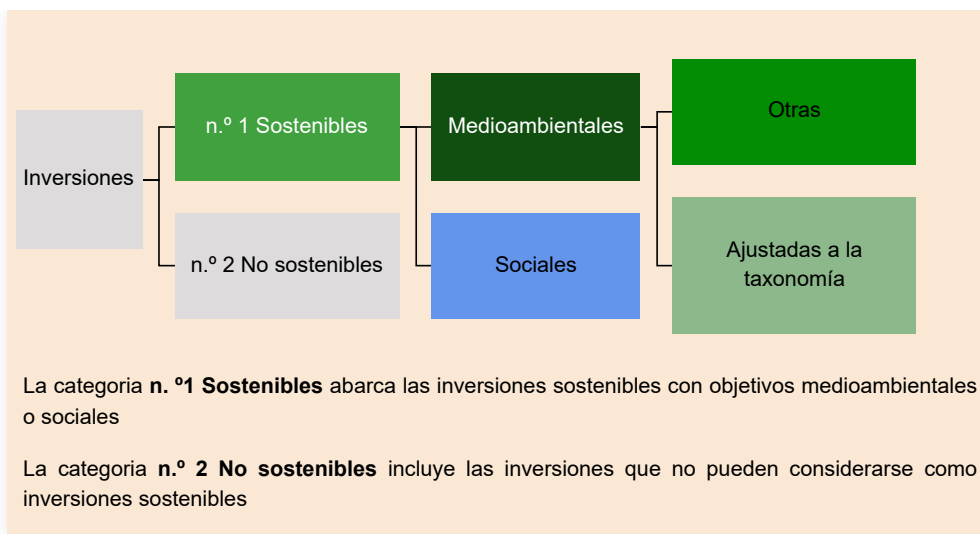 Inversiones
n.º 1 Sostenibles
n.º 2 No sostenibles
Medioambientales
Sociales
Otras
Ajustadas a la
taxonomía
La categoria n. º1 Sostenibles abarca las inversiones sostenibles con objetivos medioambientales
o sociales
La categoria n.º 2 No sostenibles incluye las inversiones que no pueden considerarse como
inversiones sostenibles